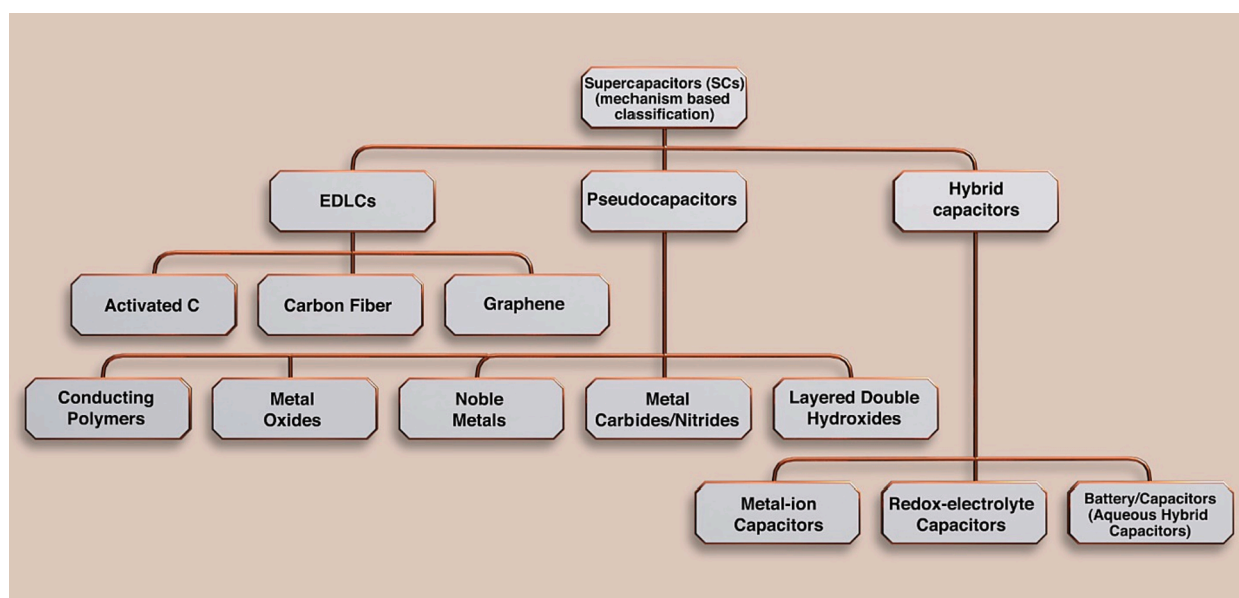 Supercapacitors (SCs)
(mechanism based
classification)
EDLCs
Pseudocapacitors
Hybrid
capacitors
Activated C
Carbon Fiber
Graphene
Conducting
Polymers
Metal
Oxides
Noble
Metals
Metal
Carbides/Nitrides
Layered Double
Hydroxides
Metal-ion
Capacitors
Redox-electrolyte
Capacitors
Battery/Capacitors
(Aqueous Hybrid
Capacitors)